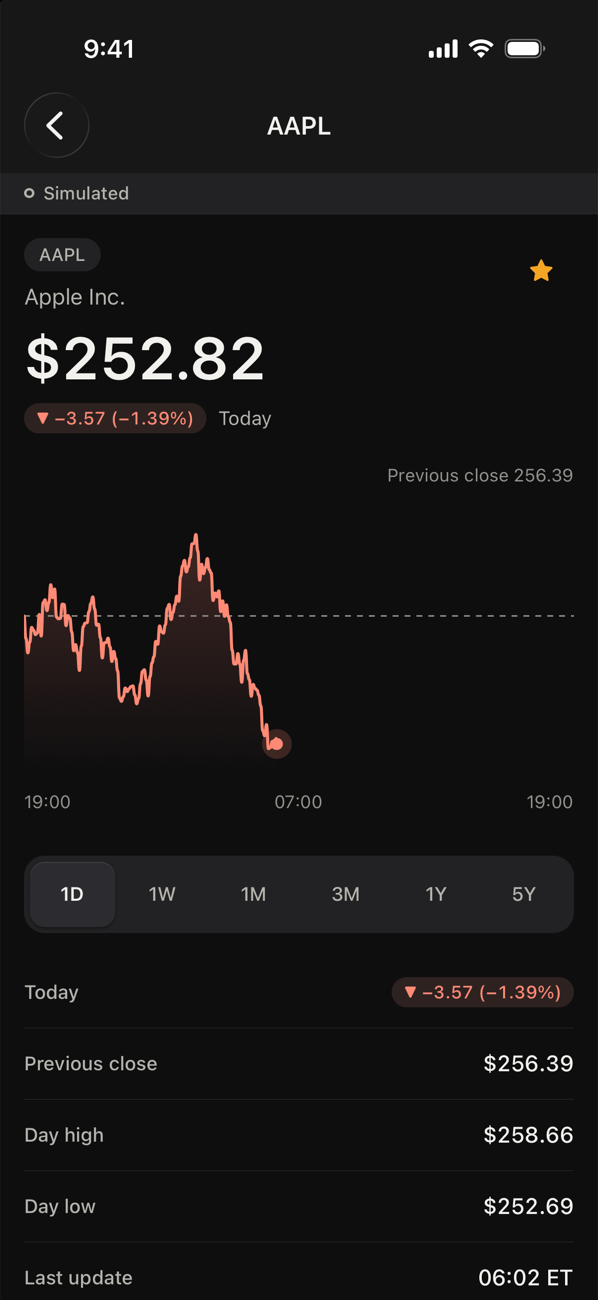 9:41
AAPL
Simulated
AAPL
Apple Inc.
$252.82
▼ −3.57 (−1.39%) Today
Previous close 256.39
19:00 07:00 19:00
1D 1W 1M 3M 1Y 5Y
Today ▼ −3.57 (−1.39%)
Previous close $256.39
Day high $258.66
Day low $252.69
Last update 06:02 ET